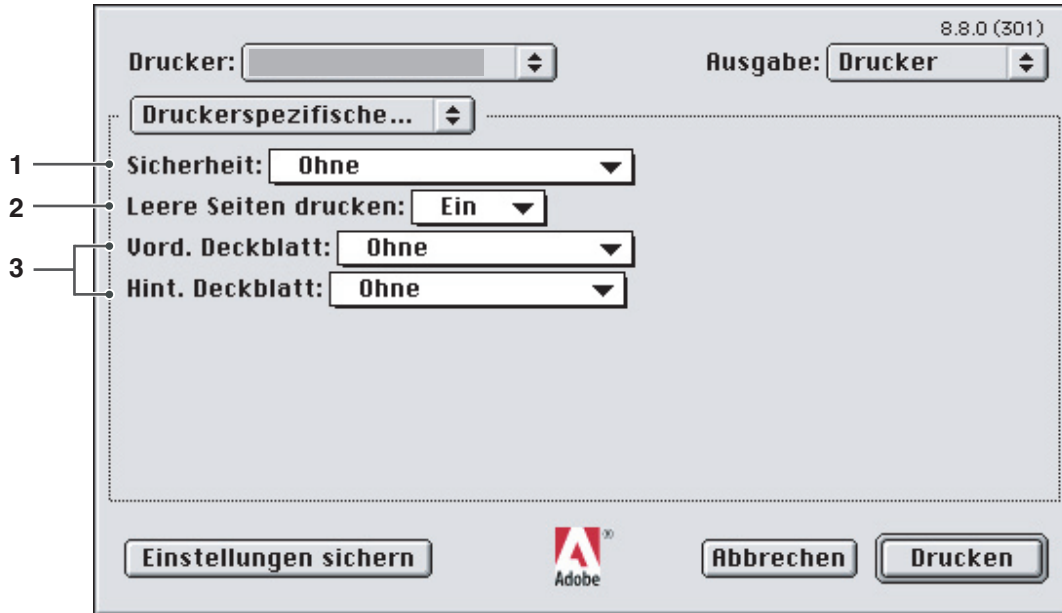 8.8.0 (301)
Drucker: Ausgabe: Drucker
Druckerspezifische...
1 Sicherheit: Ohne
2 Leere Seiten drucken: Ein
3 Vord. Deckblatt: Ohne
Hint. Deckblatt: Ohne
Einstellungen sichern Adobe® Abbrechen Drucken